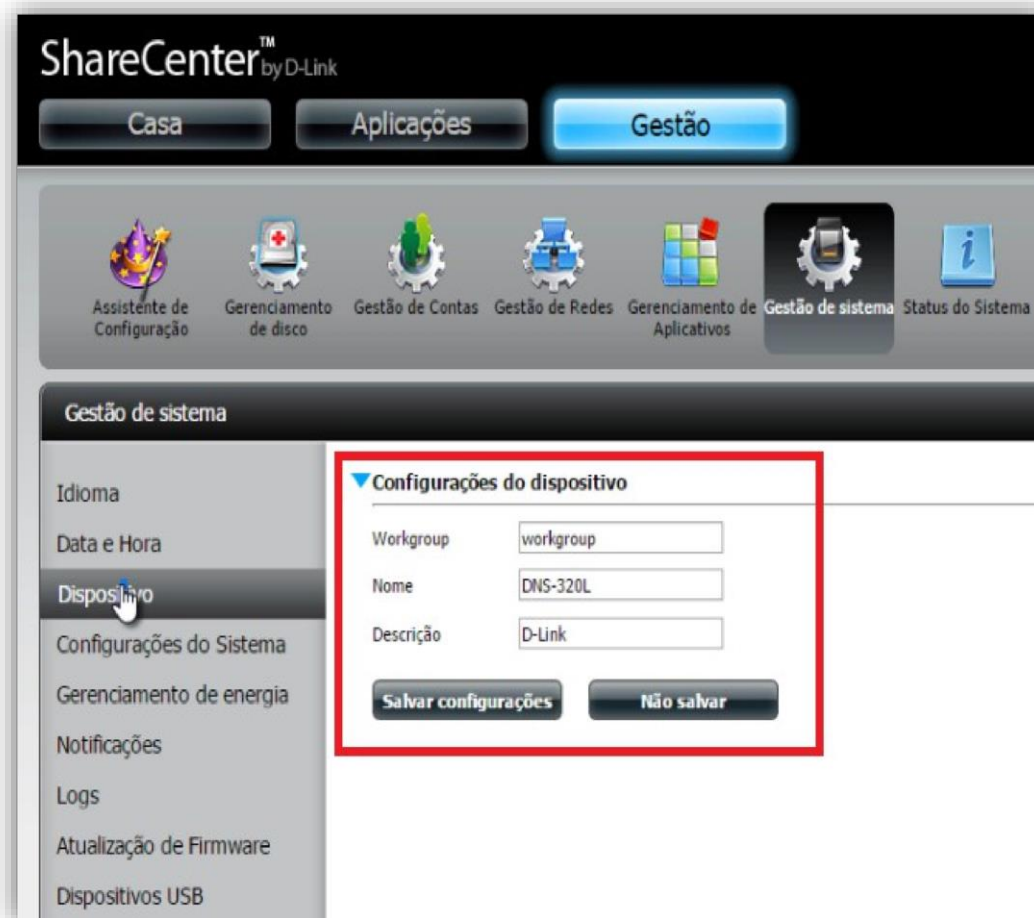 ShareCenter™ by D-Link
Casa Aplicações Gestão
Assistente de Configuração
Gerenciamento de disco
Gestão de Contas
Gestão de Redes
Gerenciamento de Aplicativos
Gestão de sistema
Status do Sistema
Gestão de sistema
Idioma
Data e Hora
Dispositivo
Configurações do Sistema
Gerenciamento de energia
Notificações
Logs
Atualização de Firmware
Dispositivos USB
Configurações do dispositivo
Workgroup workgroup
Nome DNS-320L
Descrição D-Link
Salvar configurações Não salvar